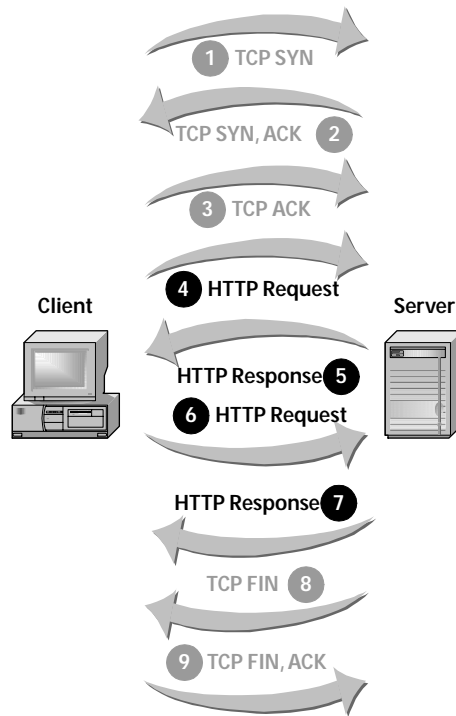 1 TCP SYN
TCP SYN, ACK 2
3 TCP ACK
4 HTTP Request
Client
Server
HTTP Response 5
6 HTTP Request
HTTP Response 7
TCP FIN 8
9 TCP FIN, ACK